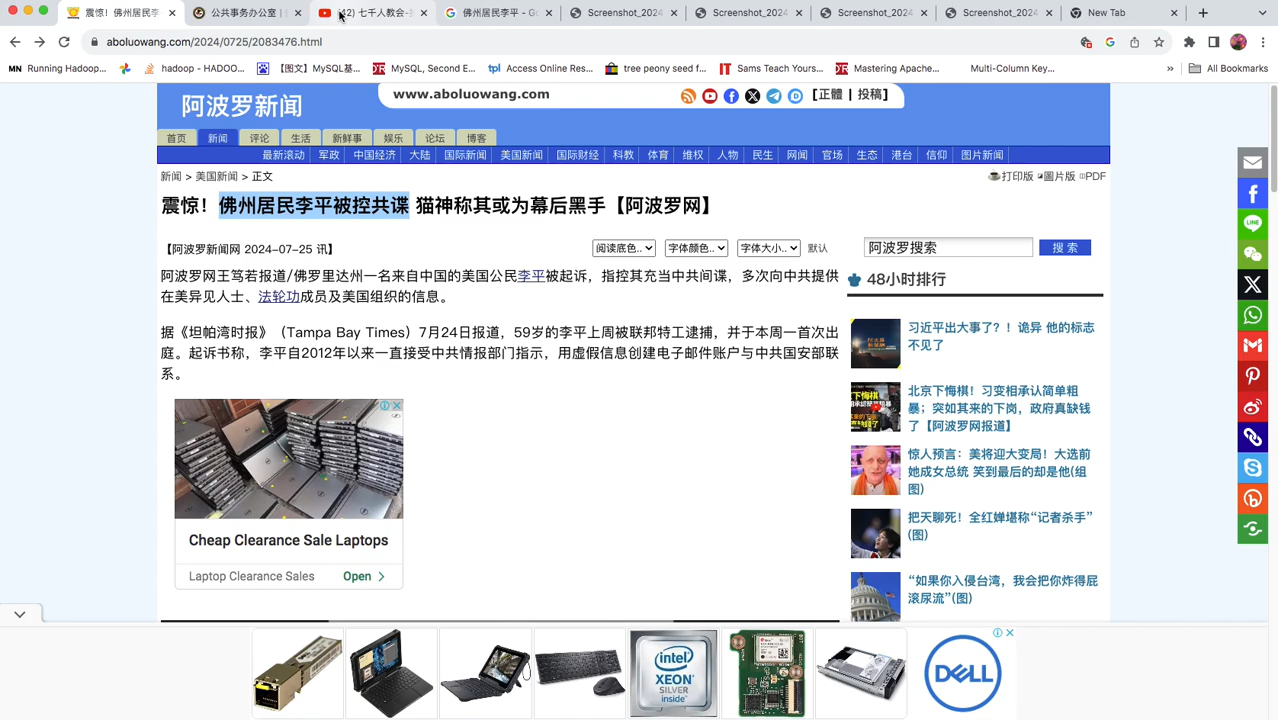 震惊！佛州居民李平
公共事务办公室 |
(42) 七千人教会-
佛州居民李平 - Go
Screenshot_2024
Screenshot_2024
Screenshot_2024
Screenshot_2024
New Tab
aboluowang.com/2024/0725/2083476.html
Running Hadoop...
hadoop - HADOO...
【图文】MySQL基...
MySQL, Second E...
Access Online Res...
tree peony seed f...
Sams Teach Yours...
Mastering Apache...
Multi-Column Key...
»
All Bookmarks
阿波罗新闻
www.aboluowang.com
[正體 | 投稿]
首页 新闻 评论 生活 新鲜事 娱乐 论坛 博客
最新滚动 军政 中国经济 大陆 国际新闻 美国新闻 国际财经 科教 体育 维权 人物 民生 网闻 官场 生态 港台 信仰 图片新闻
新闻 > 美国新闻 > 正文
打印版 圖片版 PDF
震惊！佛州居民李平被控共谍 猫神称其或为幕后黑手【阿波罗网】
【阿波罗新闻网 2024-07-25 讯】
阅读底色.. 字体颜色.. 字体大小.. 默认
阿波罗搜索
搜 索
阿波罗网王笃若报道/佛罗里达州一名来自中国的美国公民李平被起诉，指控其充当中共间谍，多次向中共提供
在美异见人士、法轮功成员及美国组织的信息。
据《坦帕湾时报》（Tampa Bay Times）7月24日报道，59岁的李平上周被联邦特工逮捕，并于本周一首次出
庭。起诉书称，李平自2012年以来一直接受中共情报部门指示，用虚假信息创建电子邮件账户与中共国安部联
系。
Cheap Clearance Sale Laptops
Laptop Clearance Sales
Open
48小时排行
习近平出大事了？！诡异 他的标志
不见了
北京下悔棋！习变相承认简单粗
暴；突如其来的下岗，政府真缺钱
了【阿波罗网报道】
惊人预言：美将迎大变局！大选前
她成女总统 笑到最后的却是他(组
图)
把天聊死！全红婵堪称“记者杀手”
(图)
“如果你入侵台湾，我会把你炸得屁
滚尿流”(图)
intel
XEON
SILVER
inside
DELL